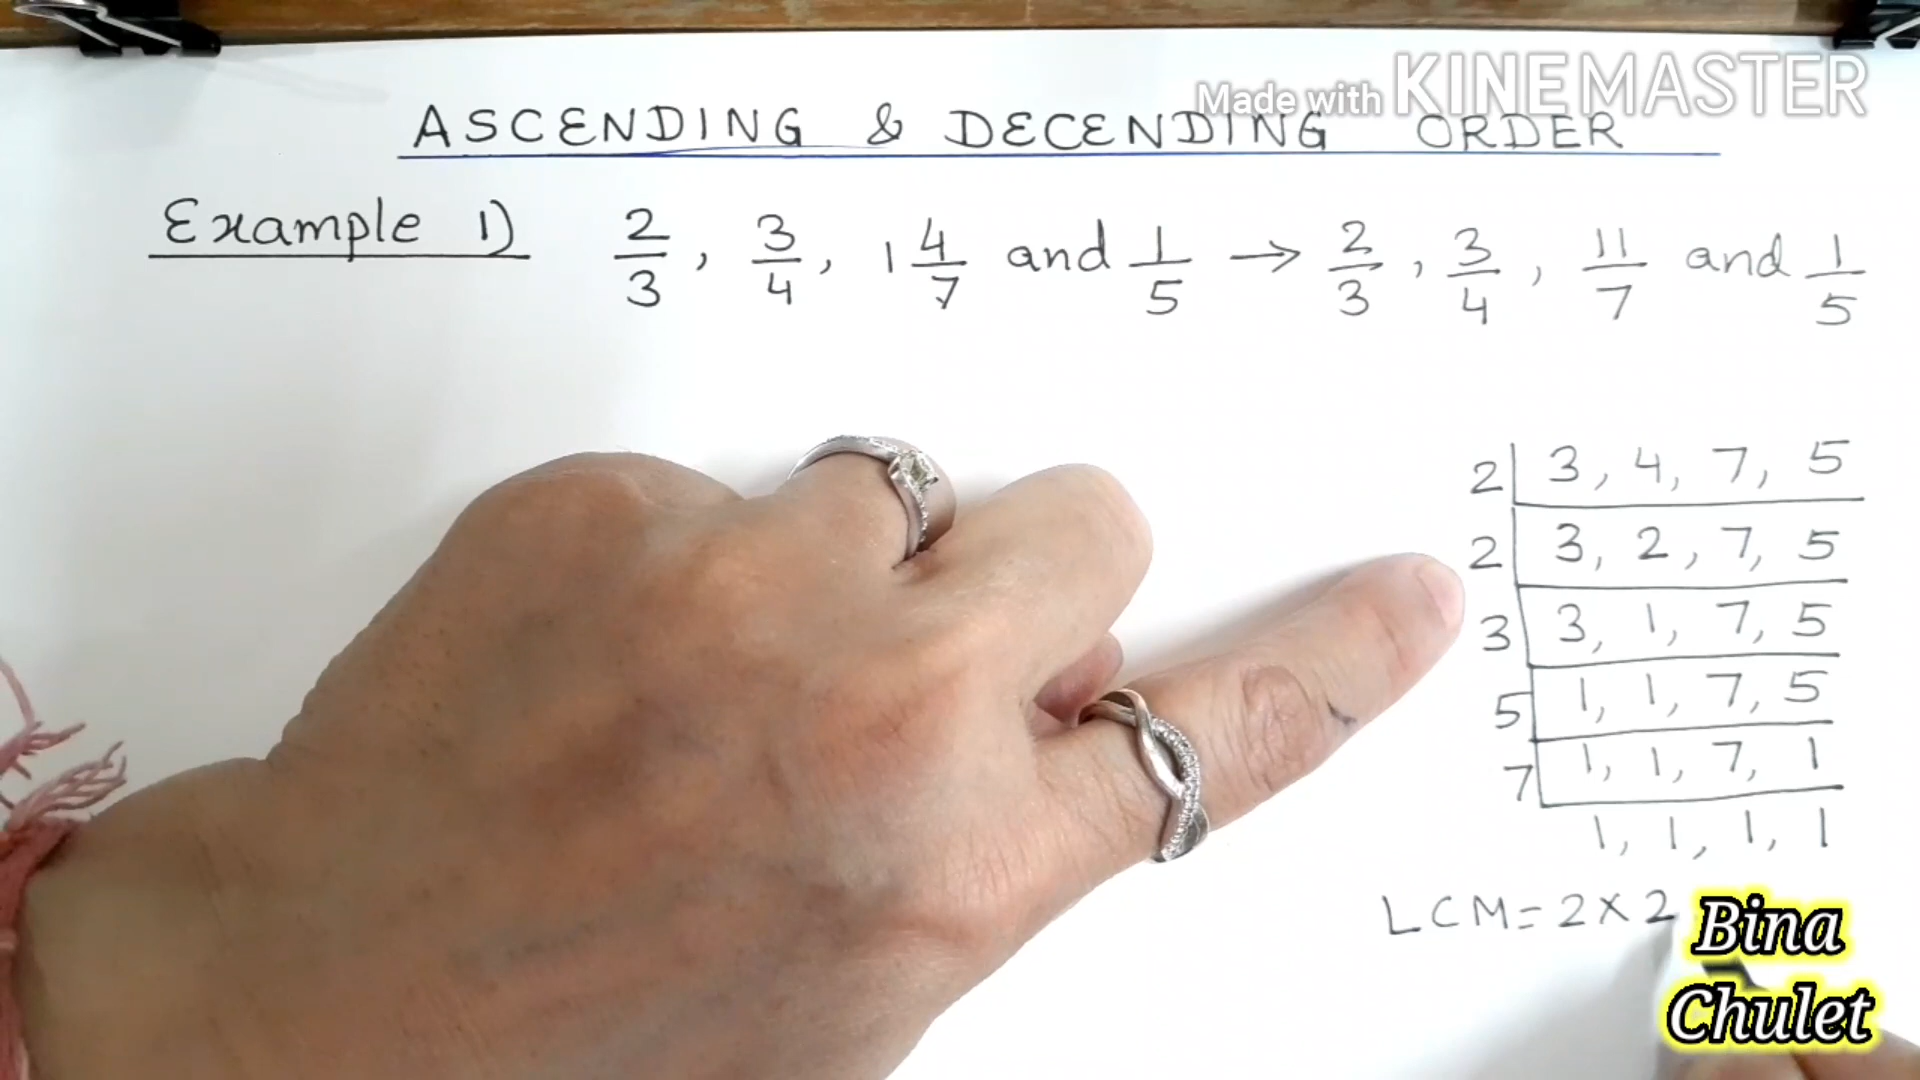 Made with KINEMASTER
ASCENDING & DECENDING ORDER
Example 1) 2/3, 3/4, 1 4/7 and 1/5 → 2/3, 3/4, 11/7 and 1/5
2 | 3, 4, 7, 5
2 | 3, 2, 7, 5
3 | 3, 1, 7, 5
5 | 1, 1, 7, 5
7 | 1, 1, 7, 1
1, 1, 1, 1
LCM = 2 × 2
Bina
Chulet